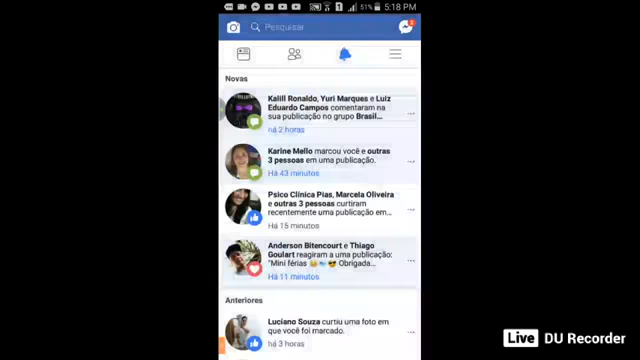 51% 5:18 PM
Pesquisar
Novas
Kalill Ronaldo, Yuri Marques e Luiz
Eduardo Campos comentaram na
sua publicação no grupo Brasil...
há 2 horas
Karine Mello marcou você e outras
3 pessoas em uma publicação.
Há 43 minutos
Psico Clínica Pias, Marcela Oliveira
e outras 3 pessoas curtiram
recentemente uma publicação em...
Há 15 minutos
Anderson Bitencourt e Thiago
Goulart reagiram a uma publicação:
"Mini férias 😀💦😎 Obrigada...
Há 11 minutos
Anteriores
Luciano Souza curtiu uma foto em
que você foi marcado.
há 3 horas
Live DU Recorder